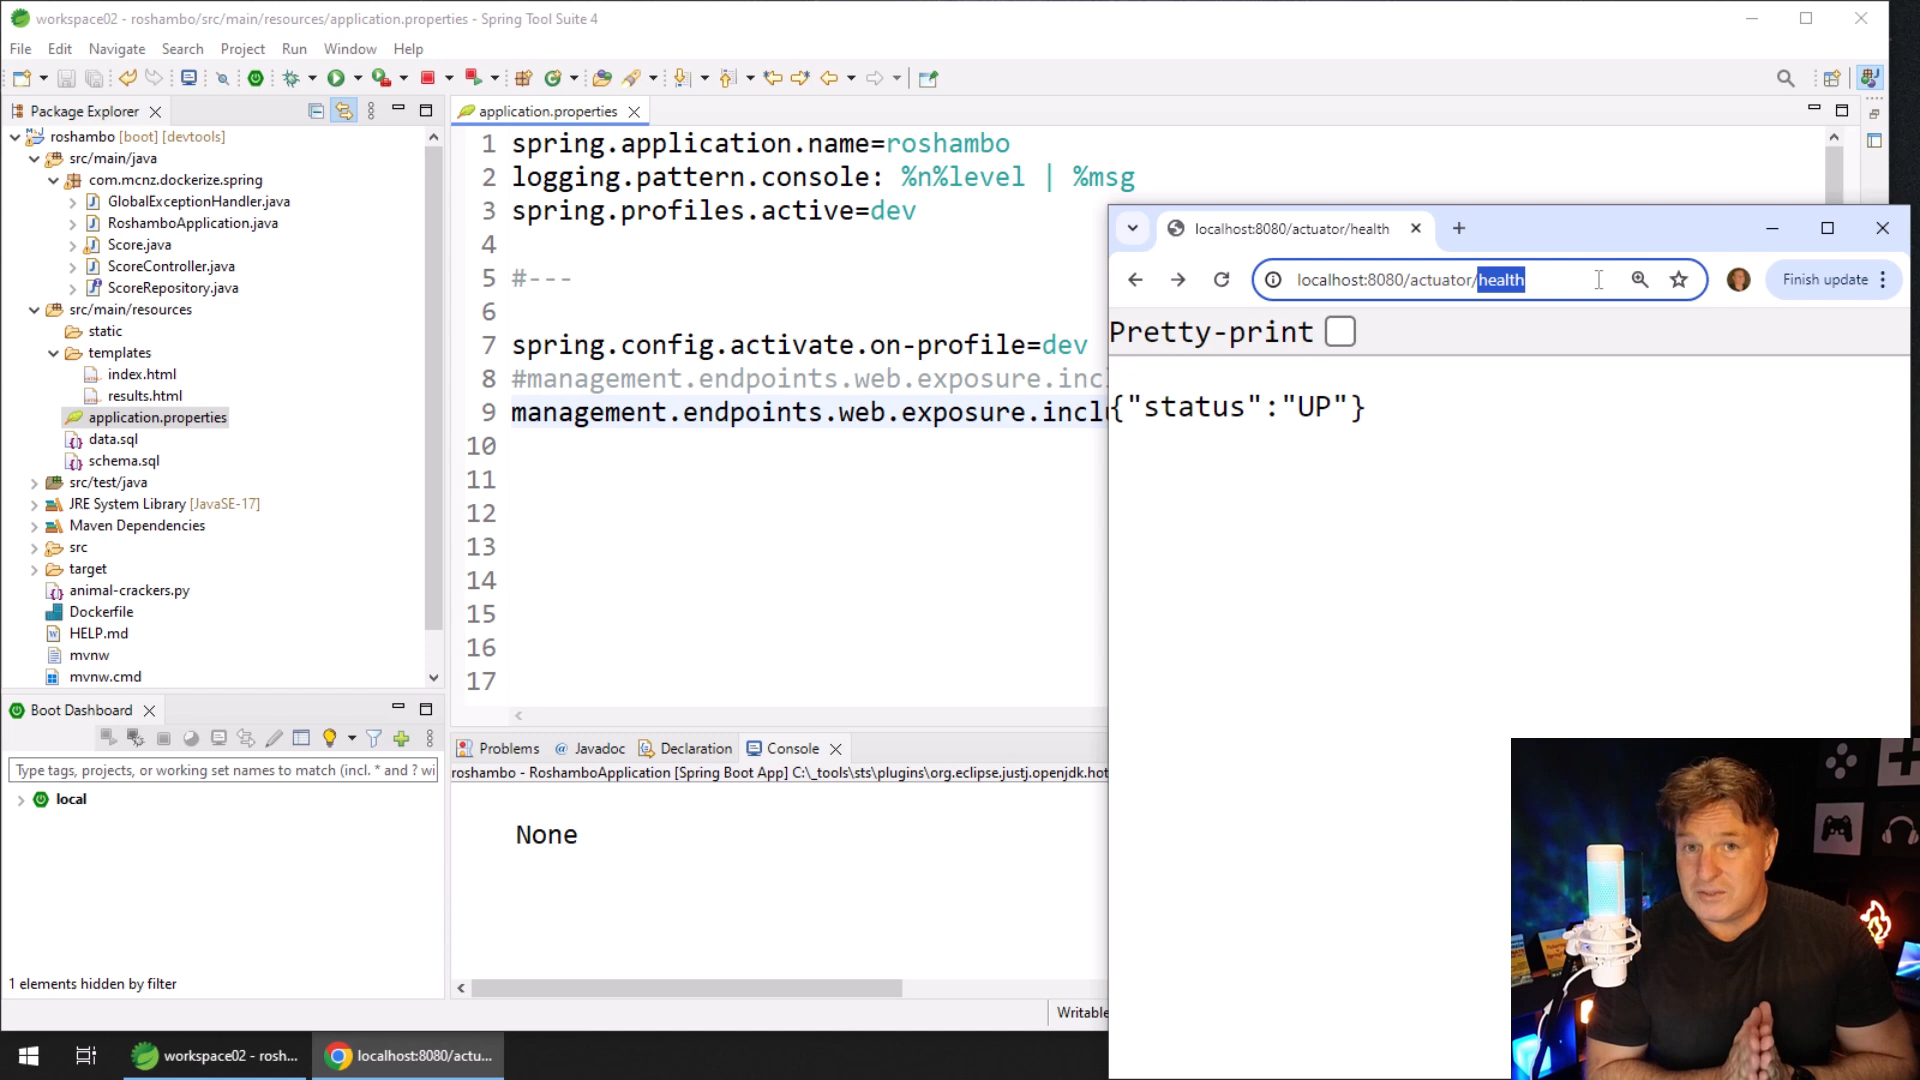 workspace02 - roshambo/src/main/resources/application.properties - Spring Tool Suite 4
File Edit Navigate Search Project Run Window Help
Package Explorer
roshambo [boot] [devtools]
src/main/java
com.mcnz.dockerize.spring
GlobalExceptionHandler.java
RoshamboApplication.java
Score.java
ScoreController.java
ScoreRepository.java
src/main/resources
static
templates
index.html
results.html
application.properties
data.sql
schema.sql
src/test/java
JRE System Library [JavaSE-17]
Maven Dependencies
src
target
animal-crackers.py
Dockerfile
HELP.md
mvnw
mvnw.cmd
Boot Dashboard
Type tags, projects, or working set names to match (incl. * and ? wi
local
1 elements hidden by filter
application.properties
1 spring.application.name=roshambo
2 logging.pattern.console: %n%level | %msg
3 spring.profiles.active=dev
4
5 #---
6
7 spring.config.activate.on-profile=dev
8 #management.endpoints.web.exposure.incl
9 management.endpoints.web.exposure.inclu
10
11
12
13
14
15
16
17
Problems @ Javadoc Declaration Console
roshambo - RoshamboApplication [Spring Boot App] C:\_tools\sts\plugins\org.eclipse.justj.openjdk.hot
None
Writable
localhost:8080/actuator/health
localhost:8080/actuator/health
Finish update
Pretty-print
{"status":"UP"}
workspace02 - rosh...
localhost:8080/actu...